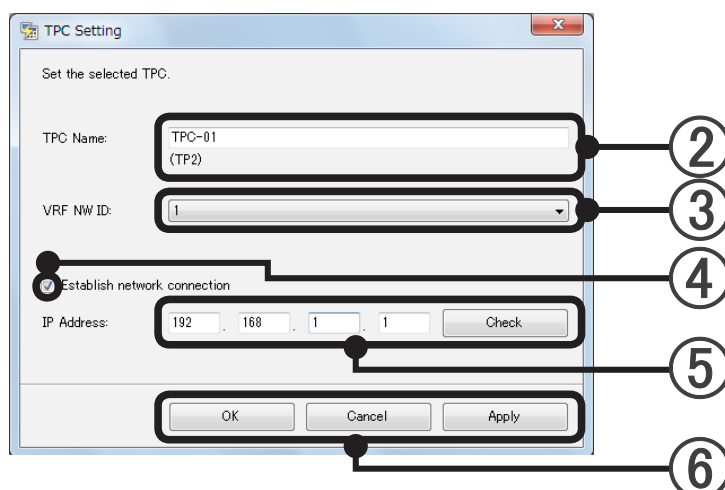 TPC Setting
Set the selected TPC.
TPC Name: TPC-01
(TP2)
2
VRF NW ID: 1
3
4
Establish network connection
IP Address: 192 . 168 . 1 . 1 Check
5
OK Cancel Apply
6